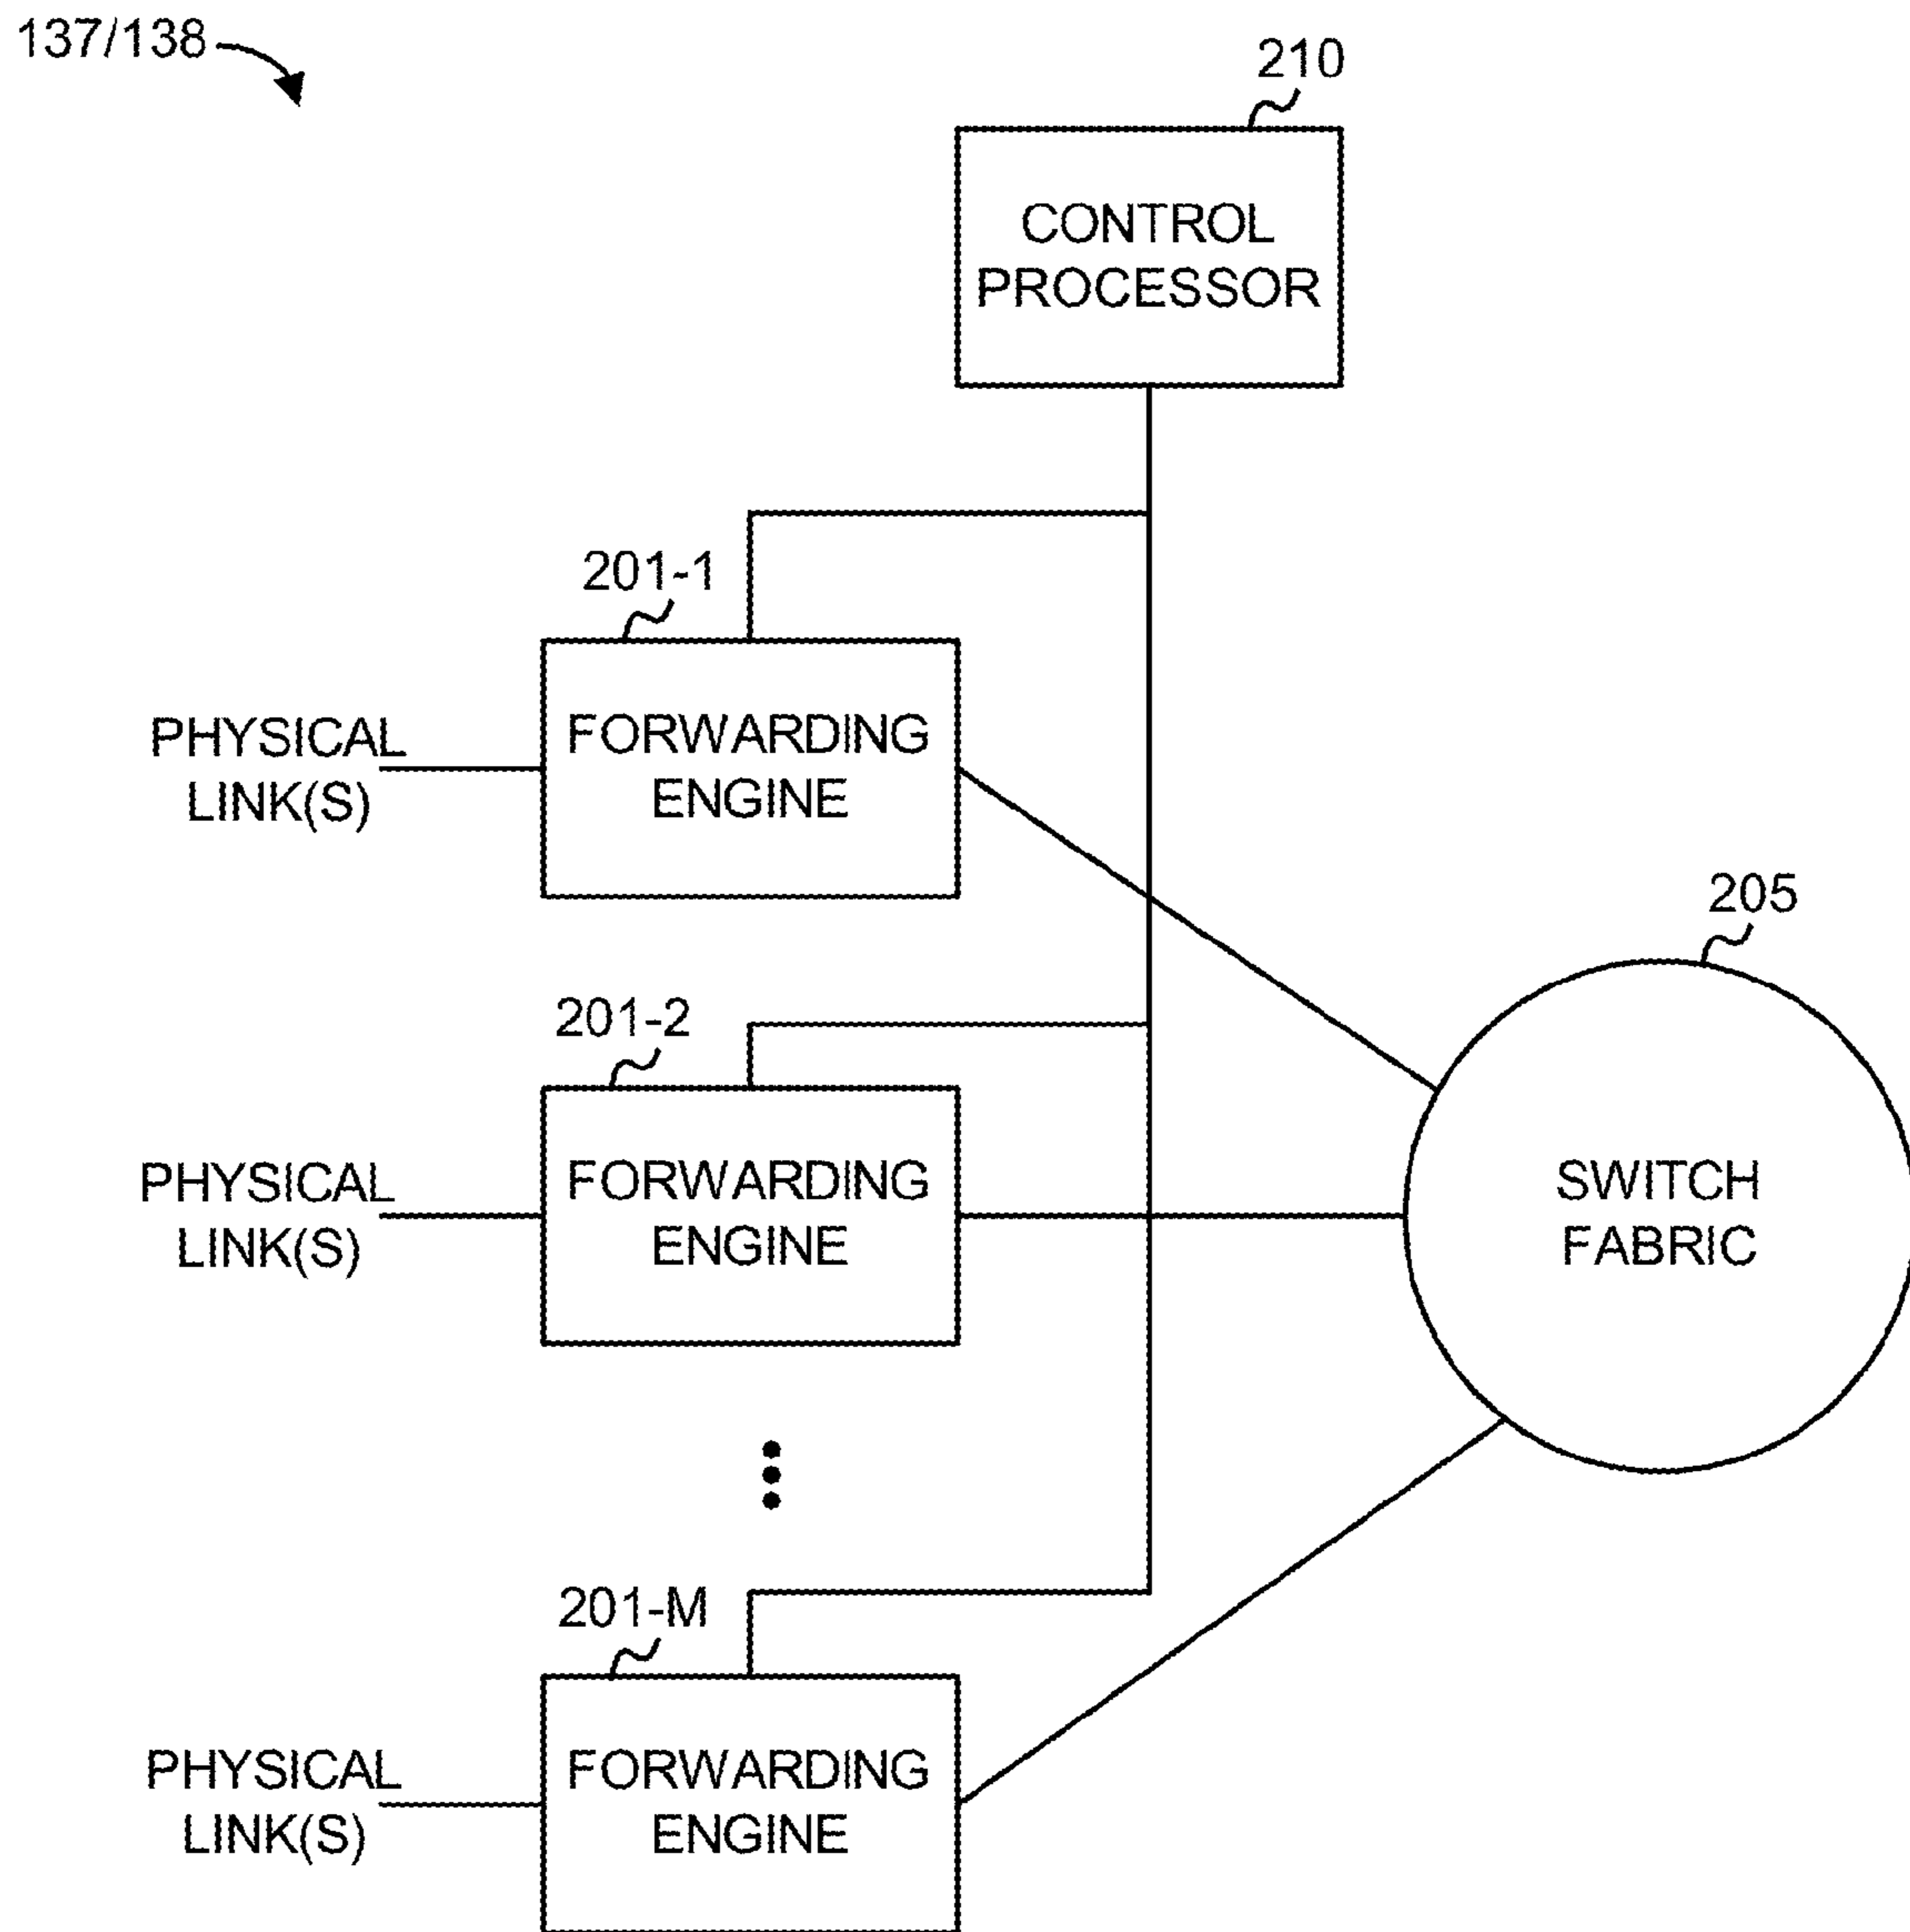 137/138
210
CONTROL
PROCESSOR
201-1
PHYSICAL
LINK(S)
FORWARDING
ENGINE
205
201-2
PHYSICAL
LINK(S)
FORWARDING
ENGINE
SWITCH
FABRIC
201-M
PHYSICAL
LINK(S)
FORWARDING
ENGINE